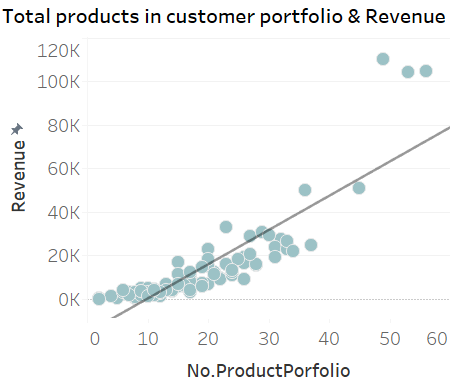 Total products in customer portfolio & Revenue
120K
100K
80K
60K
40K
20K
0K
Revenue
0 10 20 30 40 50 60
No.ProductPorfolio